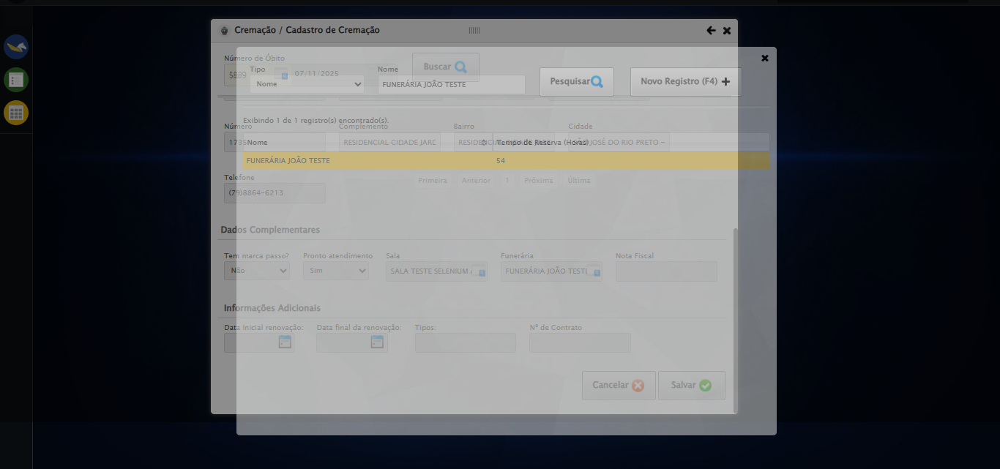 Cremação / Cadastro de Cremação
Número de Óbito
5889
07/11/2025
Buscar
Tipo
Nome
Nome
FUNERÁRIA JOÃO TESTE
Pesquisar
Novo Registro (F4)
Exibindo 1 de 1 registro(s) encontrado(s).
Número
Complemento
Bairro
Cidade
Nome
RESIDENCIAL CIDADE JARD
Tempo de Reserva (Horas)
SÃO JOSÉ DO RIO PRETO –
FUNERÁRIA JOÃO TESTE
54
Telefone
Primeira
Anterior
1
Próxima
Última
(79)8864-6213
Dados Complementares
Tem marca passo?
Pronto atendimento
Sala
Funerária
Nota Fiscal
Não
Sim
SALA TESTE SELENIUM
FUNERÁRIA JOÃO TEST
Informações Adicionais
Data Inicial renovação:
Data final da renovação:
Tipos:
Nº de Contrato
Cancelar
Salvar